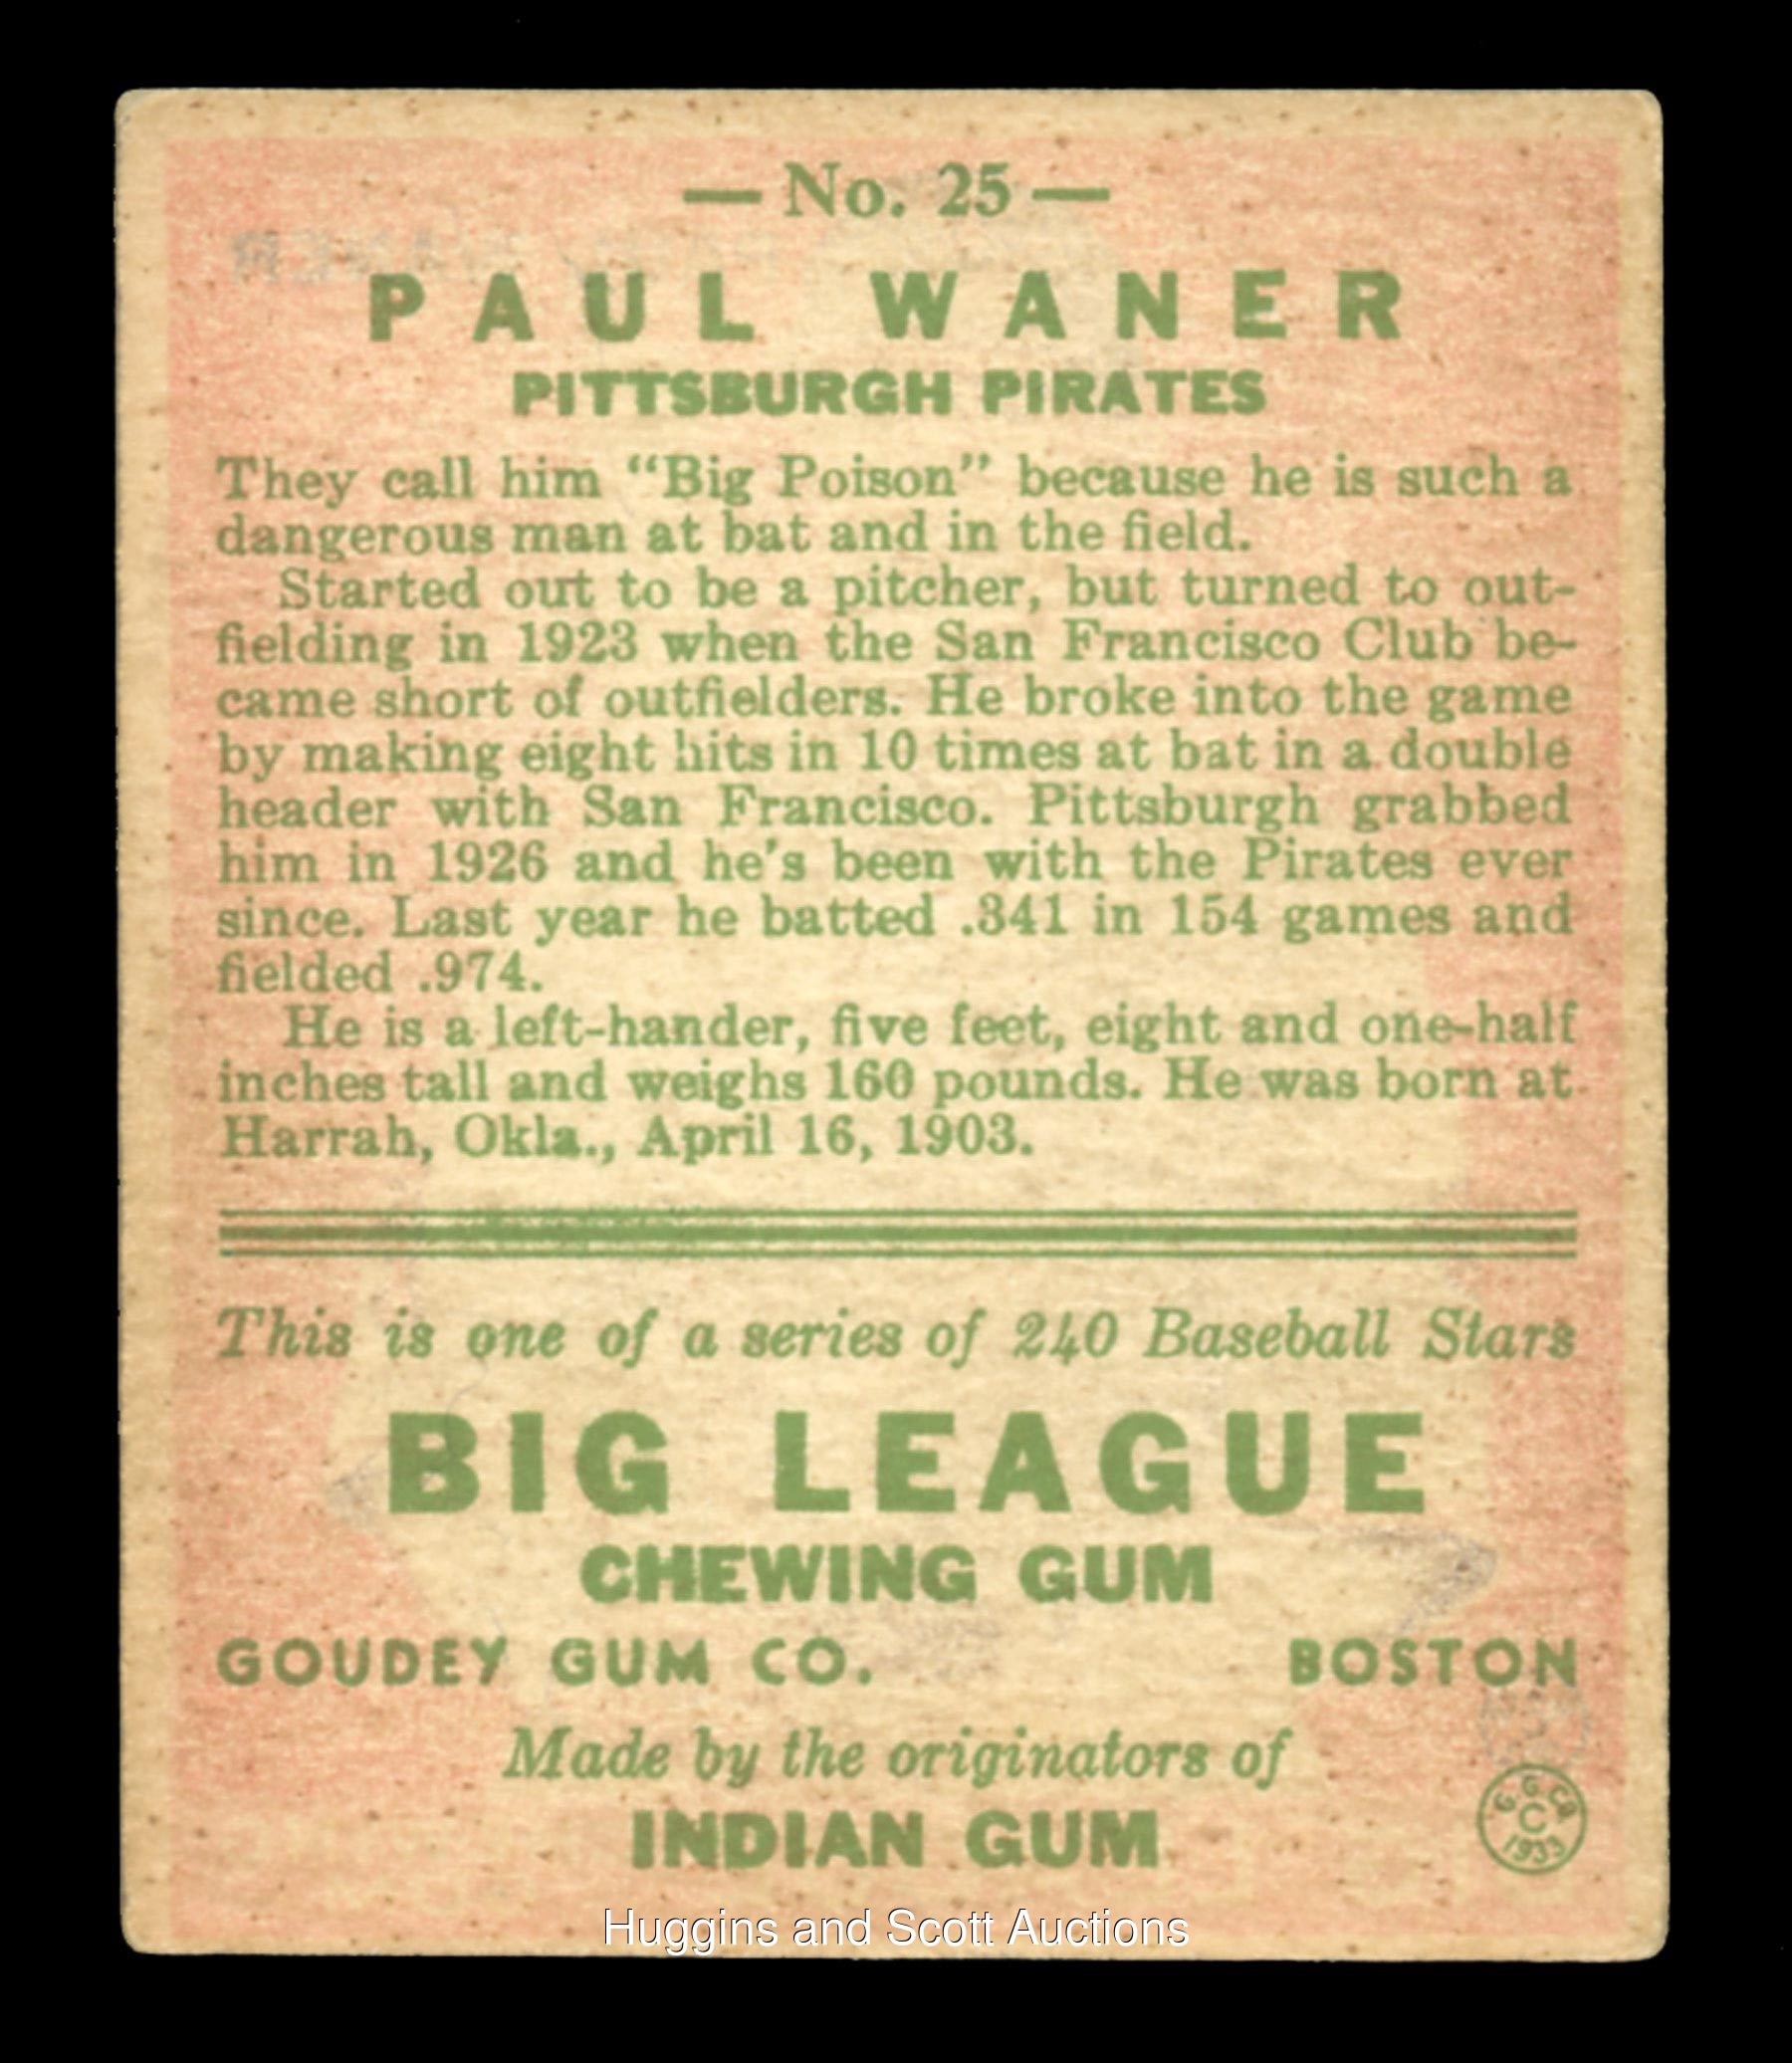 — No. 25 —
PAUL WANER
PITTSBURGH PIRATES
They call him “Big Poison” because he is such a
dangerous man at bat and in the field.
Started out to be a pitcher, but turned to out-
fielding in 1923 when the San Francisco Club be-
came short of outfielders. He broke into the game
by making eight hits in 10 times at bat in a double
header with San Francisco. Pittsburgh grabbed
him in 1926 and he's been with the Pirates ever
since. Last year he batted .341 in 154 games and
fielded .974.
He is a left-hander, five feet, eight and one-half
inches tall and weighs 160 pounds. He was born at
Harrah, Okla., April 16, 1903.
This is one of a series of 240 Baseball Stars
BIG LEAGUE
CHEWING GUM
GOUDEY GUM CO. BOSTON
Made by the originators of
INDIAN GUM
G G Co
C
1933
Huggins and Scott Auctions